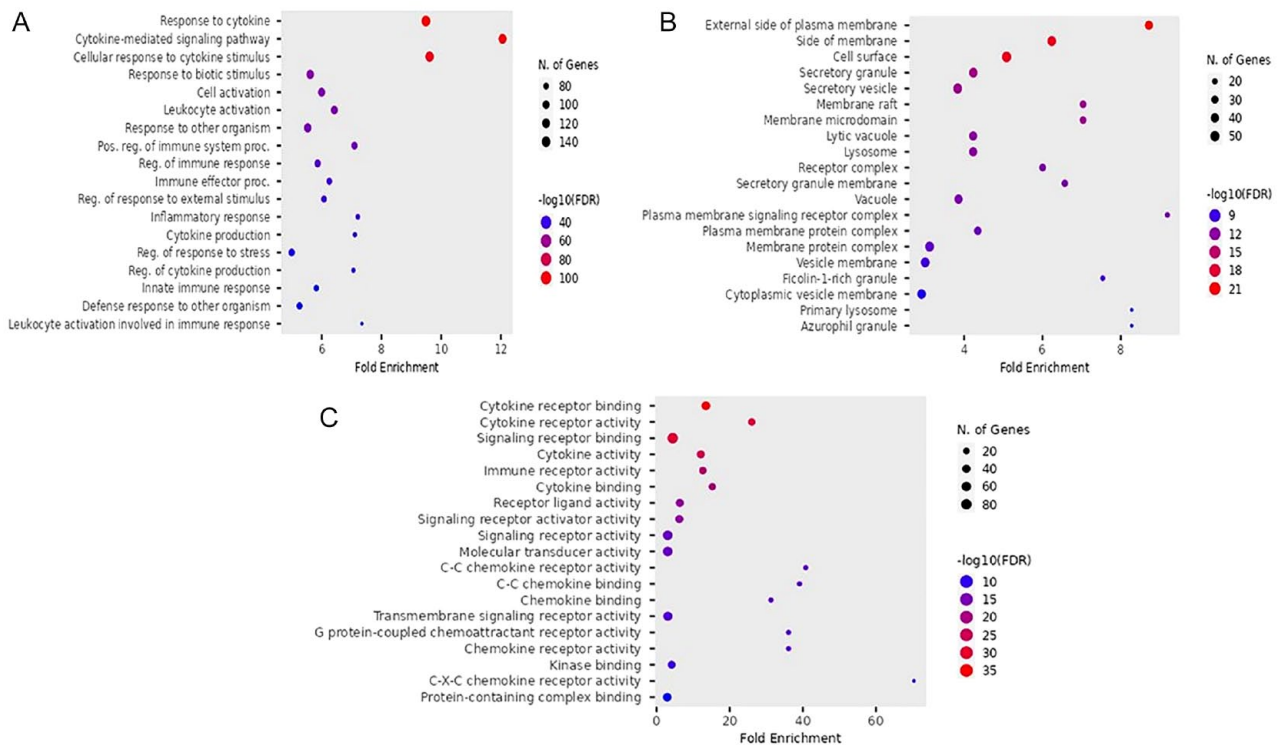 A
Response to cytokine
Cytokine-mediated signaling pathway
Cellular response to cytokine stimulus
Response to biotic stimulus
Cell activation
Leukocyte activation
Response to other organism
Pos. reg. of immune system proc.
Reg. of immune response
Immune effector proc.
Reg. of response to external stimulus
Inflammatory response
Cytokine production
Reg. of response to stress
Reg. of cytokine production
Innate immune response
Defense response to other organism
Leukocyte activation involved in immune response
6 8 10 12
Fold Enrichment
N. of Genes
80
100
120
140
-log10(FDR)
40
60
80
100
B
External side of plasma membrane
Side of membrane
Cell surface
Secretory granule
Secretory vesicle
Membrane raft
Membrane microdomain
Lytic vacuole
Lysosome
Receptor complex
Secretory granule membrane
Vacuole
Plasma membrane signaling receptor complex
Plasma membrane protein complex
Membrane protein complex
Vesicle membrane
Ficolin-1-rich granule
Cytoplasmic vesicle membrane
Primary lysosome
Azurophil granule
4 6 8
Fold Enrichment
N. of Genes
20
30
40
50
-log10(FDR)
9
12
15
18
21
C
Cytokine receptor binding
Cytokine receptor activity
Signaling receptor binding
Cytokine activity
Immune receptor activity
Cytokine binding
Receptor ligand activity
Signaling receptor activator activity
Signaling receptor activity
Molecular transducer activity
C-C chemokine receptor activity
C-C chemokine binding
Chemokine binding
Transmembrane signaling receptor activity
G protein-coupled chemoattractant receptor activity
Chemokine receptor activity
Kinase binding
C-X-C chemokine receptor activity
Protein-containing complex binding
0 20 40 60
Fold Enrichment
N. of Genes
20
40
60
80
-log10(FDR)
10
15
20
25
30
35